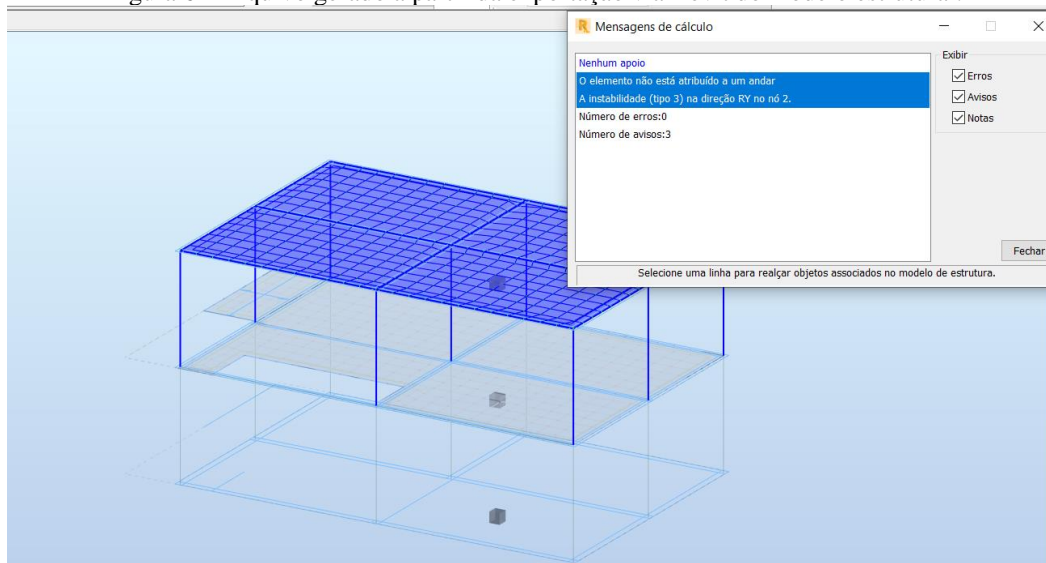 Mensagens de cálculo
Nenhum apoio
O elemento não está atribuído a um andar
A instabilidade (tipo 3) na direção RY no nó 2.
Número de erros:0
Número de avisos:3
Exibir
Erros
Avisos
Notas
Fechar
Selecione uma linha para realçar objetos associados no modelo de estrutura.